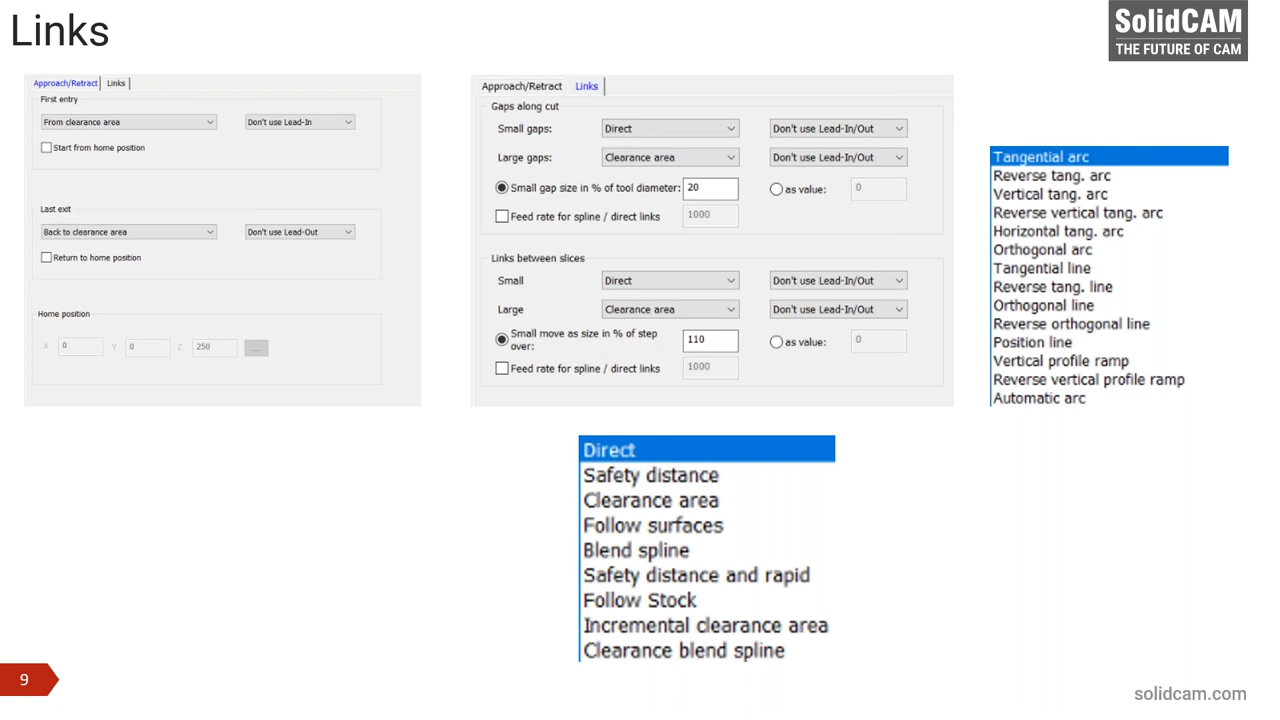 Links
SolidCAM
THE FUTURE OF CAM
Approach/Retract Links
First entry
From clearance area Don't use Lead-In
Start from home position
Last exit
Back to clearance area Don't use Lead-Out
Return to home position
Home position
X 0 Y 0 Z 250 ...
Approach/Retract Links
Gaps along cut
Small gaps: Direct Don't use Lead-In/Out
Large gaps: Clearance area Don't use Lead-In/Out
Small gap size in % of tool diameter: 20 as value: 0
Feed rate for spline / direct links 1000
Links between slices
Small Direct Don't use Lead-In/Out
Large Clearance area Don't use Lead-In/Out
Small move as size in % of step
over: 110 as value: 0
Feed rate for spline / direct links 1000
Tangential arc
Reverse tang. arc
Vertical tang. arc
Reverse vertical tang. arc
Horizontal tang. arc
Orthogonal arc
Tangential line
Reverse tang. line
Orthogonal line
Reverse orthogonal line
Position line
Vertical profile ramp
Reverse vertical profile ramp
Automatic arc
Direct
Safety distance
Clearance area
Follow surfaces
Blend spline
Safety distance and rapid
Follow Stock
Incremental clearance area
Clearance blend spline
9
solidcam.com